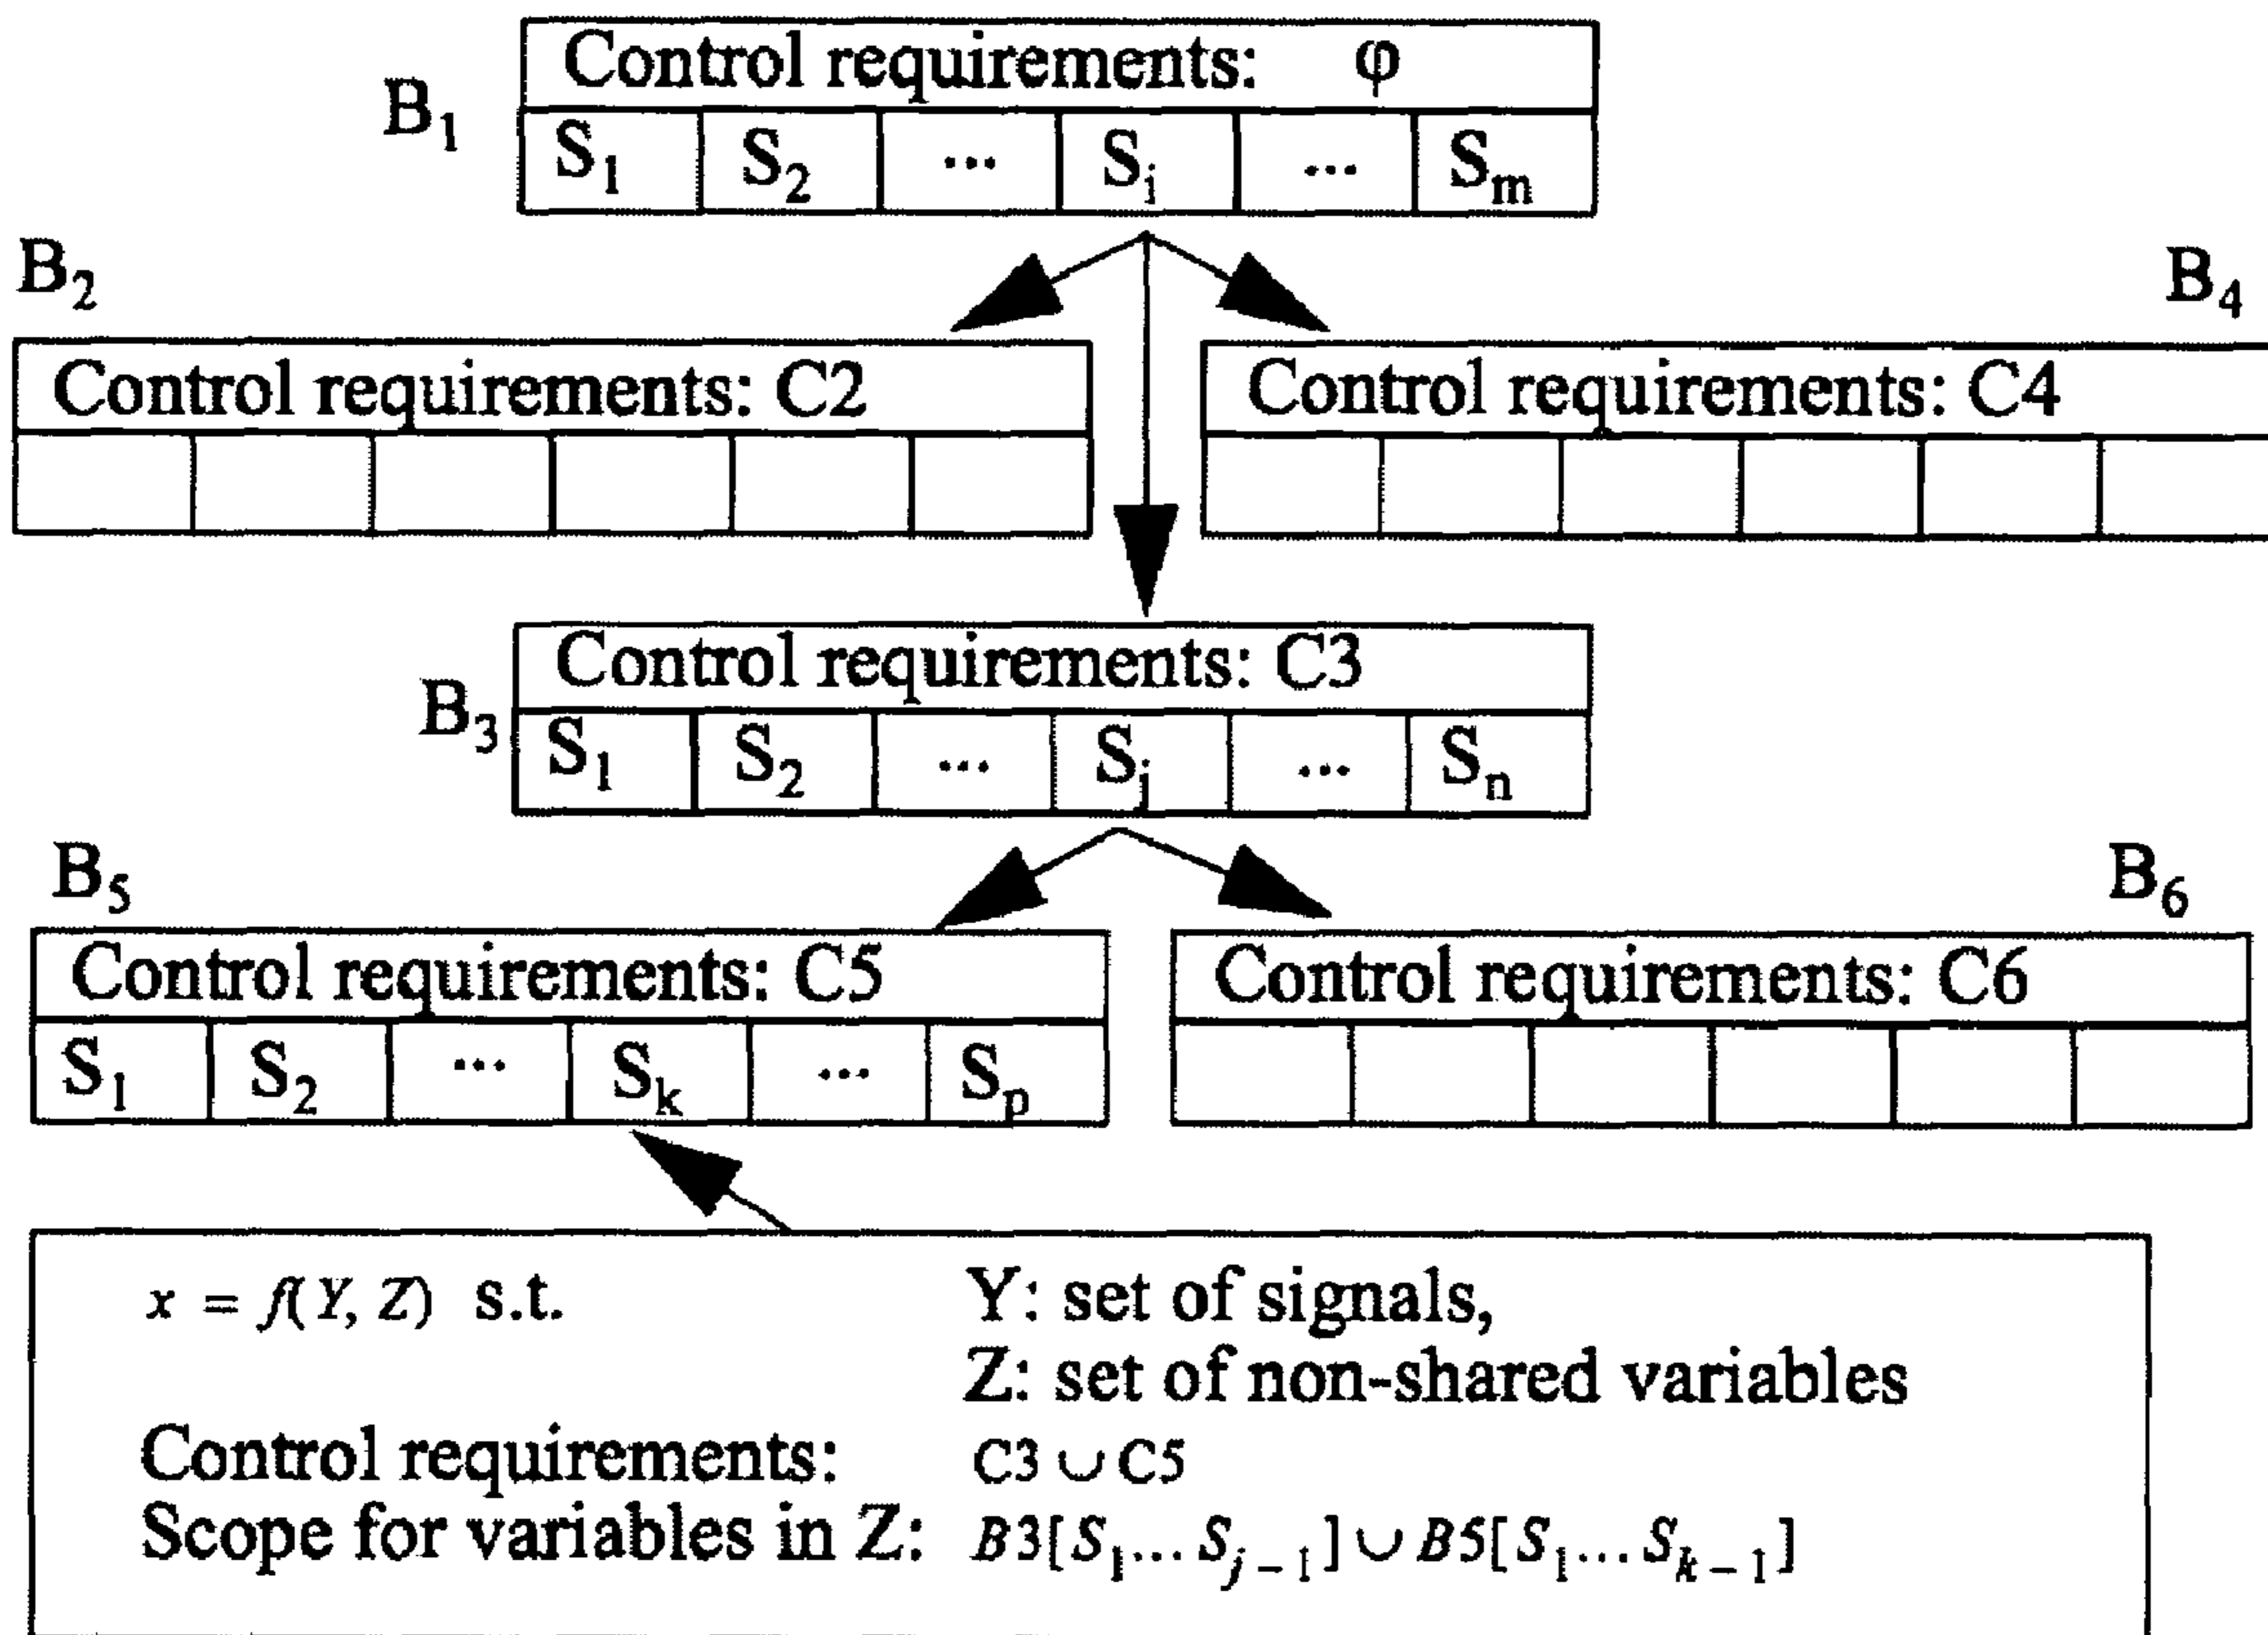 Control requirements: φ
B₁
S₁ S₂ ... Sᵢ ... Sₘ
B₂
B₄
Control requirements: C2
Control requirements: C4
Control requirements: C3
B₃
S₁ S₂ ... Sⱼ ... Sₙ
B₅
B₆
Control requirements: C5
Control requirements: C6
S₁ S₂ ... Sₖ ... Sₚ
x = f(Y, Z) s.t. Y: set of signals,
Z: set of non-shared variables
Control requirements: C3 ∪ C5
Scope for variables in Z: B3[S₁... Sⱼ₋₁] ∪ B5[S₁... Sₖ₋₁]